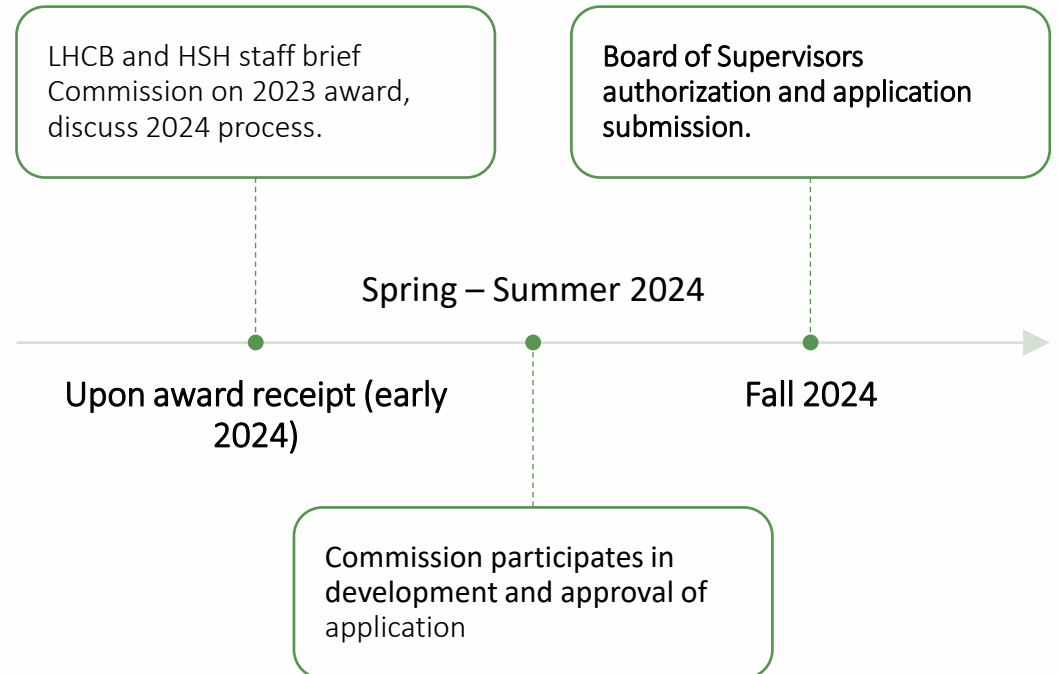 LHCB and HSH staff brief
Commission on 2023 award,
discuss 2024 process.
Board of Supervisors
authorization and application
submission.
Spring – Summer 2024
Upon award receipt (early
2024)
Fall 2024
Commission participates in
development and approval of
application